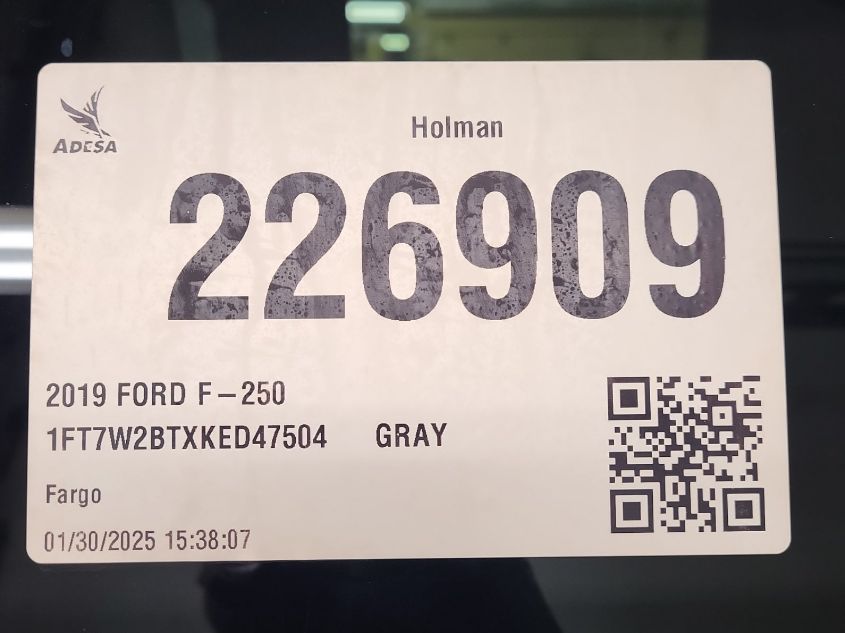 ADESA
Holman
226909
2019 FORD F-250
1FT7W2BTXKED47504 GRAY
Fargo
01/30/2025 15:38:07